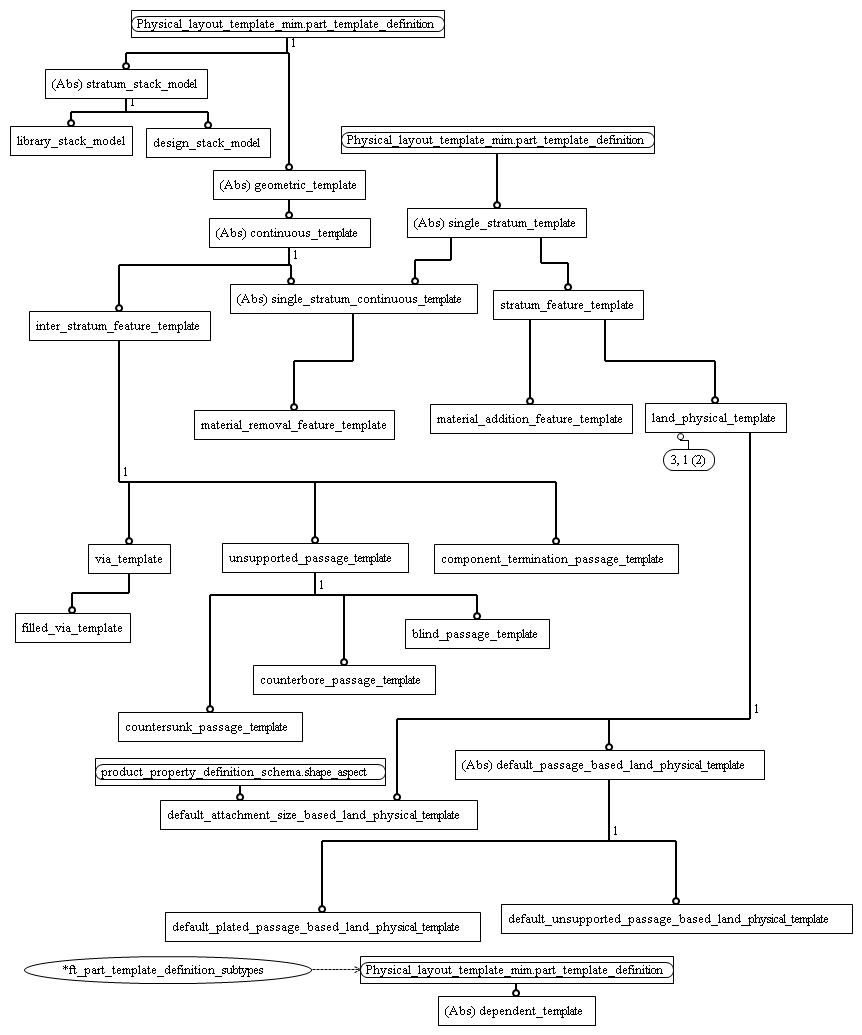 Physical_layout_template_mim.part_template_definition
1
(Abs) stratum_stack_model
1
library_stack_model
design_stack_model
Physical_layout_template_mim.part_template_definition
(Abs) geometric_template
(Abs) single_stratum_template
(Abs) continuous_template
1
(Abs) single_stratum_continuous_template
stratum_feature_template
inter_stratum_feature_template
material_removal_feature_template
material_addition_feature_template
land_physical_template
3, 1 (2)
1
via_template
unsupported_passage_template
component_termination_passage_template
1
filled_via_template
blind_passage_template
counterbore_passage_template
countersunk_passage_template
1
(Abs) default_passage_based_land_physical_template
product_property_definition_schema.shape_aspect
default_attachment_size_based_land_physical_template
1
default_plated_passage_based_land_physical_template
default_unsupported_passage_based_land_physical_template
*ft_part_template_definition_subtypes
Physical_layout_template_mim.part_template_definition
(Abs) dependent_template